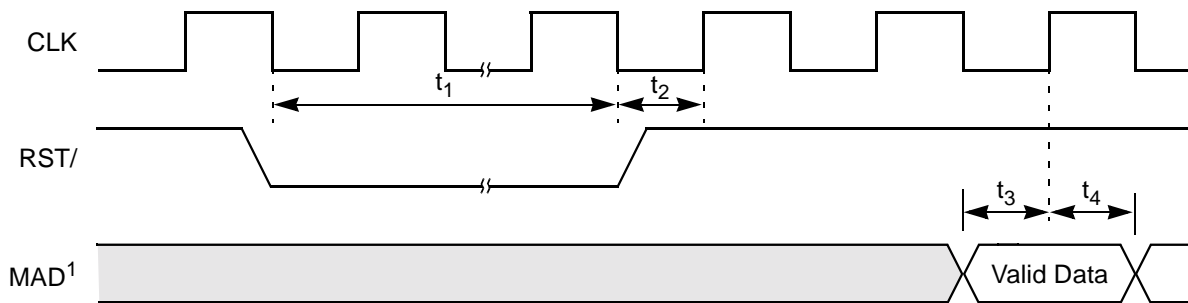 CLK
t1
t2
RST/
t3
t4
MAD1
Valid Data